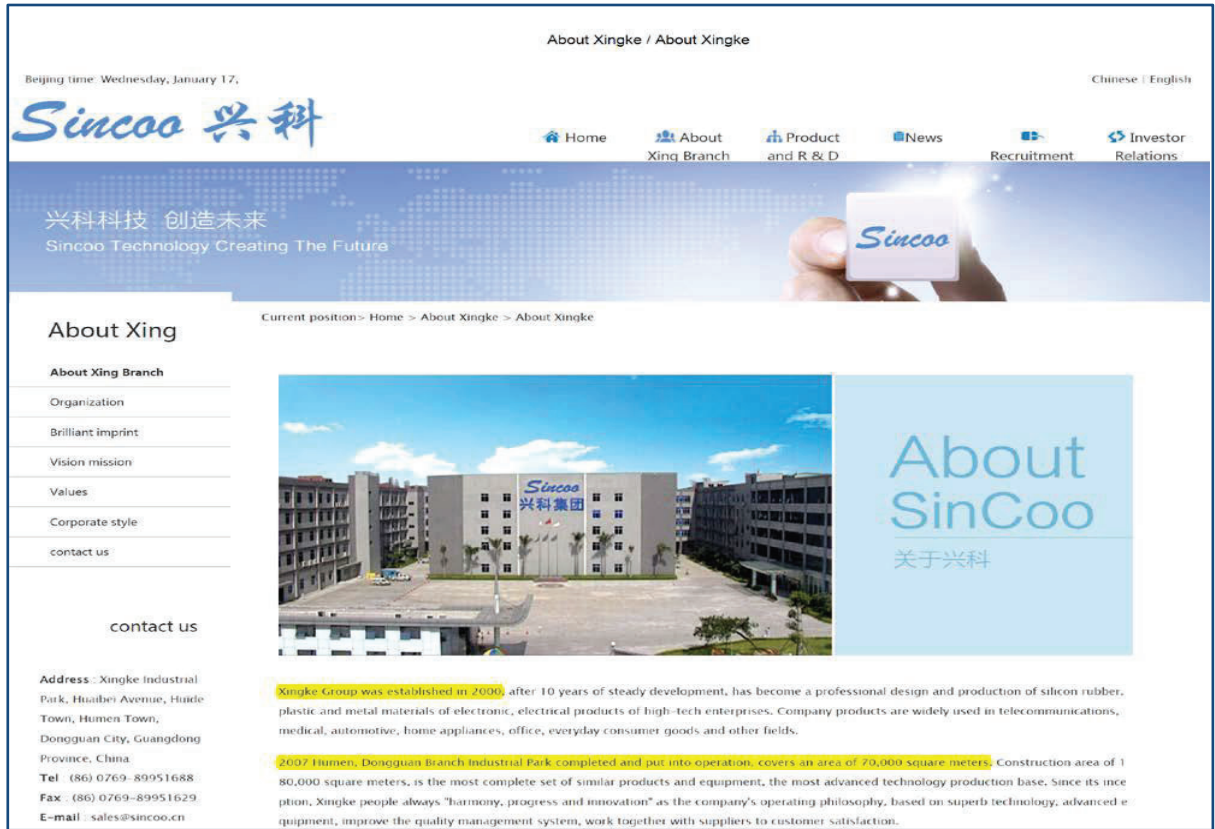 About Xingke / About Xingke
Beijing time: Wednesday, January 17,
Chinese | English
Sincoo 兴科
Home
About
Xing Branch
Product
and R & D
News
Recruitment
Investor
Relations
兴科科技 创造未来
Sincoo Technology Creating The Future
Sincoo
About Xing
Current position> Home > About Xingke > About Xingke
About Xing Branch
Organization
Brilliant imprint
Vision mission
Values
Corporate style
contact us
Sincoo
兴科集团
About
SinCoo
关于兴科
contact us
Address : Xingke Industrial
Park, Huaibei Avenue, Huide
Town, Humen Town,
Dongguan City, Guangdong
Province, China
Tel (86) 0769-89951688
Fax : (86) 0769-89951629
E-mail : sales@sincoo.cn
Xingke Group was established in 2000, after 10 years of steady development, has become a professional design and production of silicon rubber,
plastic and metal materials of electronic, electrical products of high-tech enterprises. Company products are widely used in telecommunications,
medical, automotive, home appliances, office, everyday consumer goods and other fields.
2007 Humen, Dongguan Branch Industrial Park completed and put into operation, covers an area of 70,000 square meters. Construction area of 1
80,000 square meters, is the most complete set of similar products and equipment, the most advanced technology production base. Since its ince
ption, Xingke people always "harmony, progress and innovation" as the company's operating philosophy, based on superb technology, advanced e
quipment, improve the quality management system, work together with suppliers to customer satisfaction.